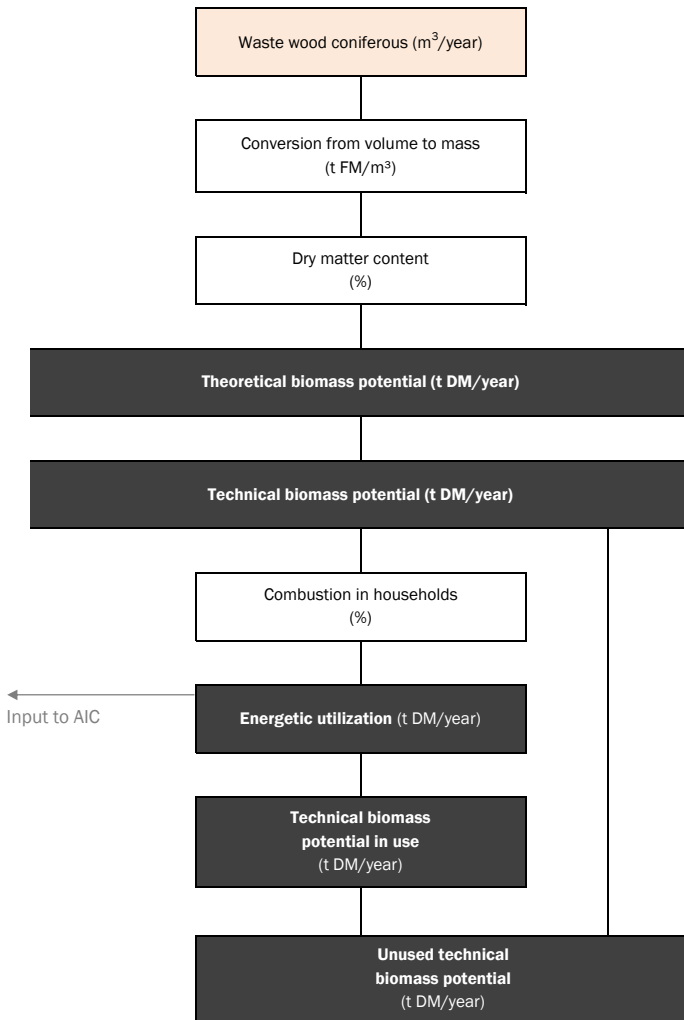 Waste wood coniferous (m³/year)
Conversion from volume to mass
(t FM/m³)
Dry matter content
(%)
Theoretical biomass potential (t DM/year)
Technical biomass potential (t DM/year)
Combustion in households
(%)
Input to AIC
Energetic utilization (t DM/year)
Technical biomass
potential in use
(t DM/year)
Unused technical
biomass potential
(t DM/year)